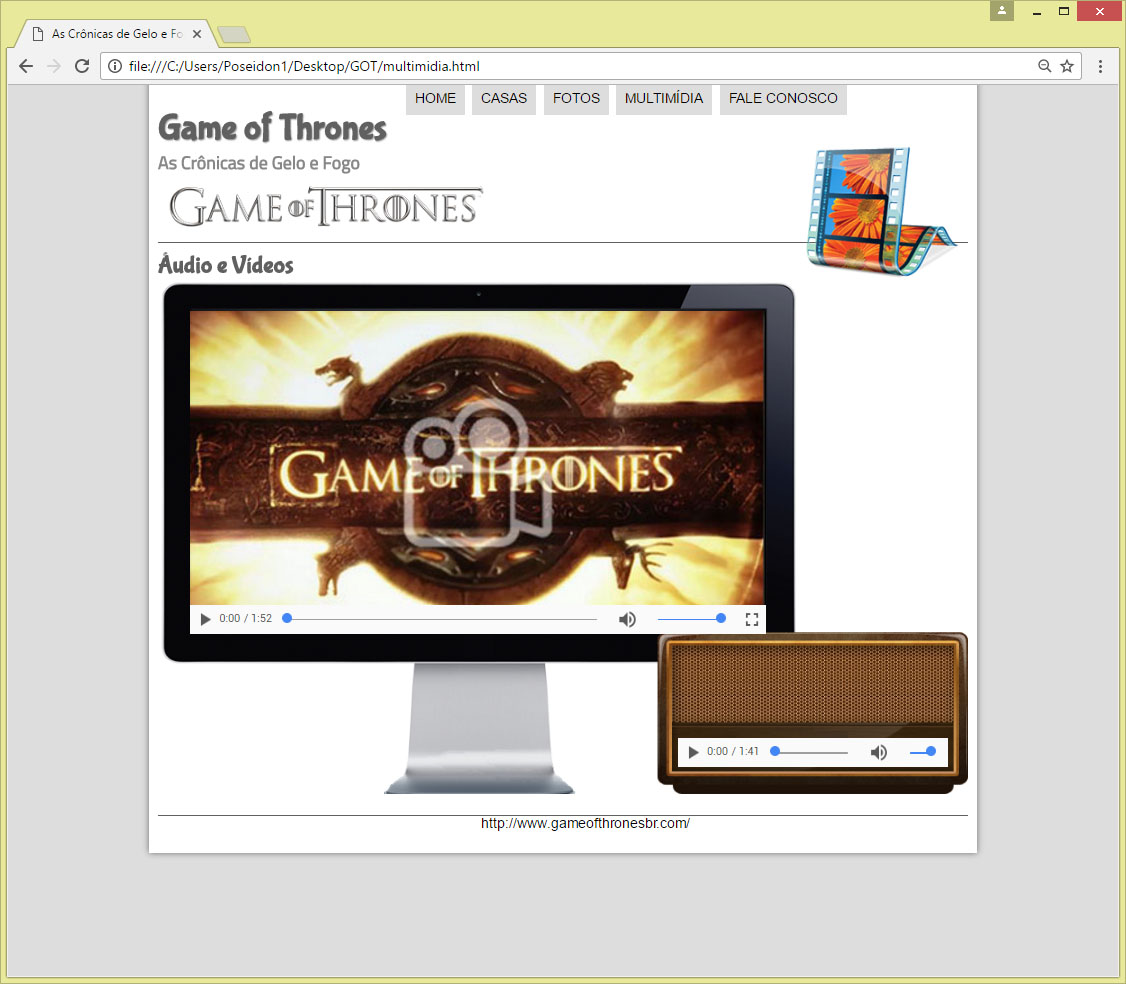 As Crônicas de Gelo e Fo
file:///C:/Users/Poseidon1/Desktop/GOT/multimidia.html
HOME CASAS FOTOS MULTIMÍDIA FALE CONOSCO
Game of Thrones
As Crônicas de Gelo e Fogo
GAME OF THRONES
Áudio e Vídeos
GAME OF THRONES
0:00 / 1:52
0:00 / 1:41
http://www.gameofthronesbr.com/